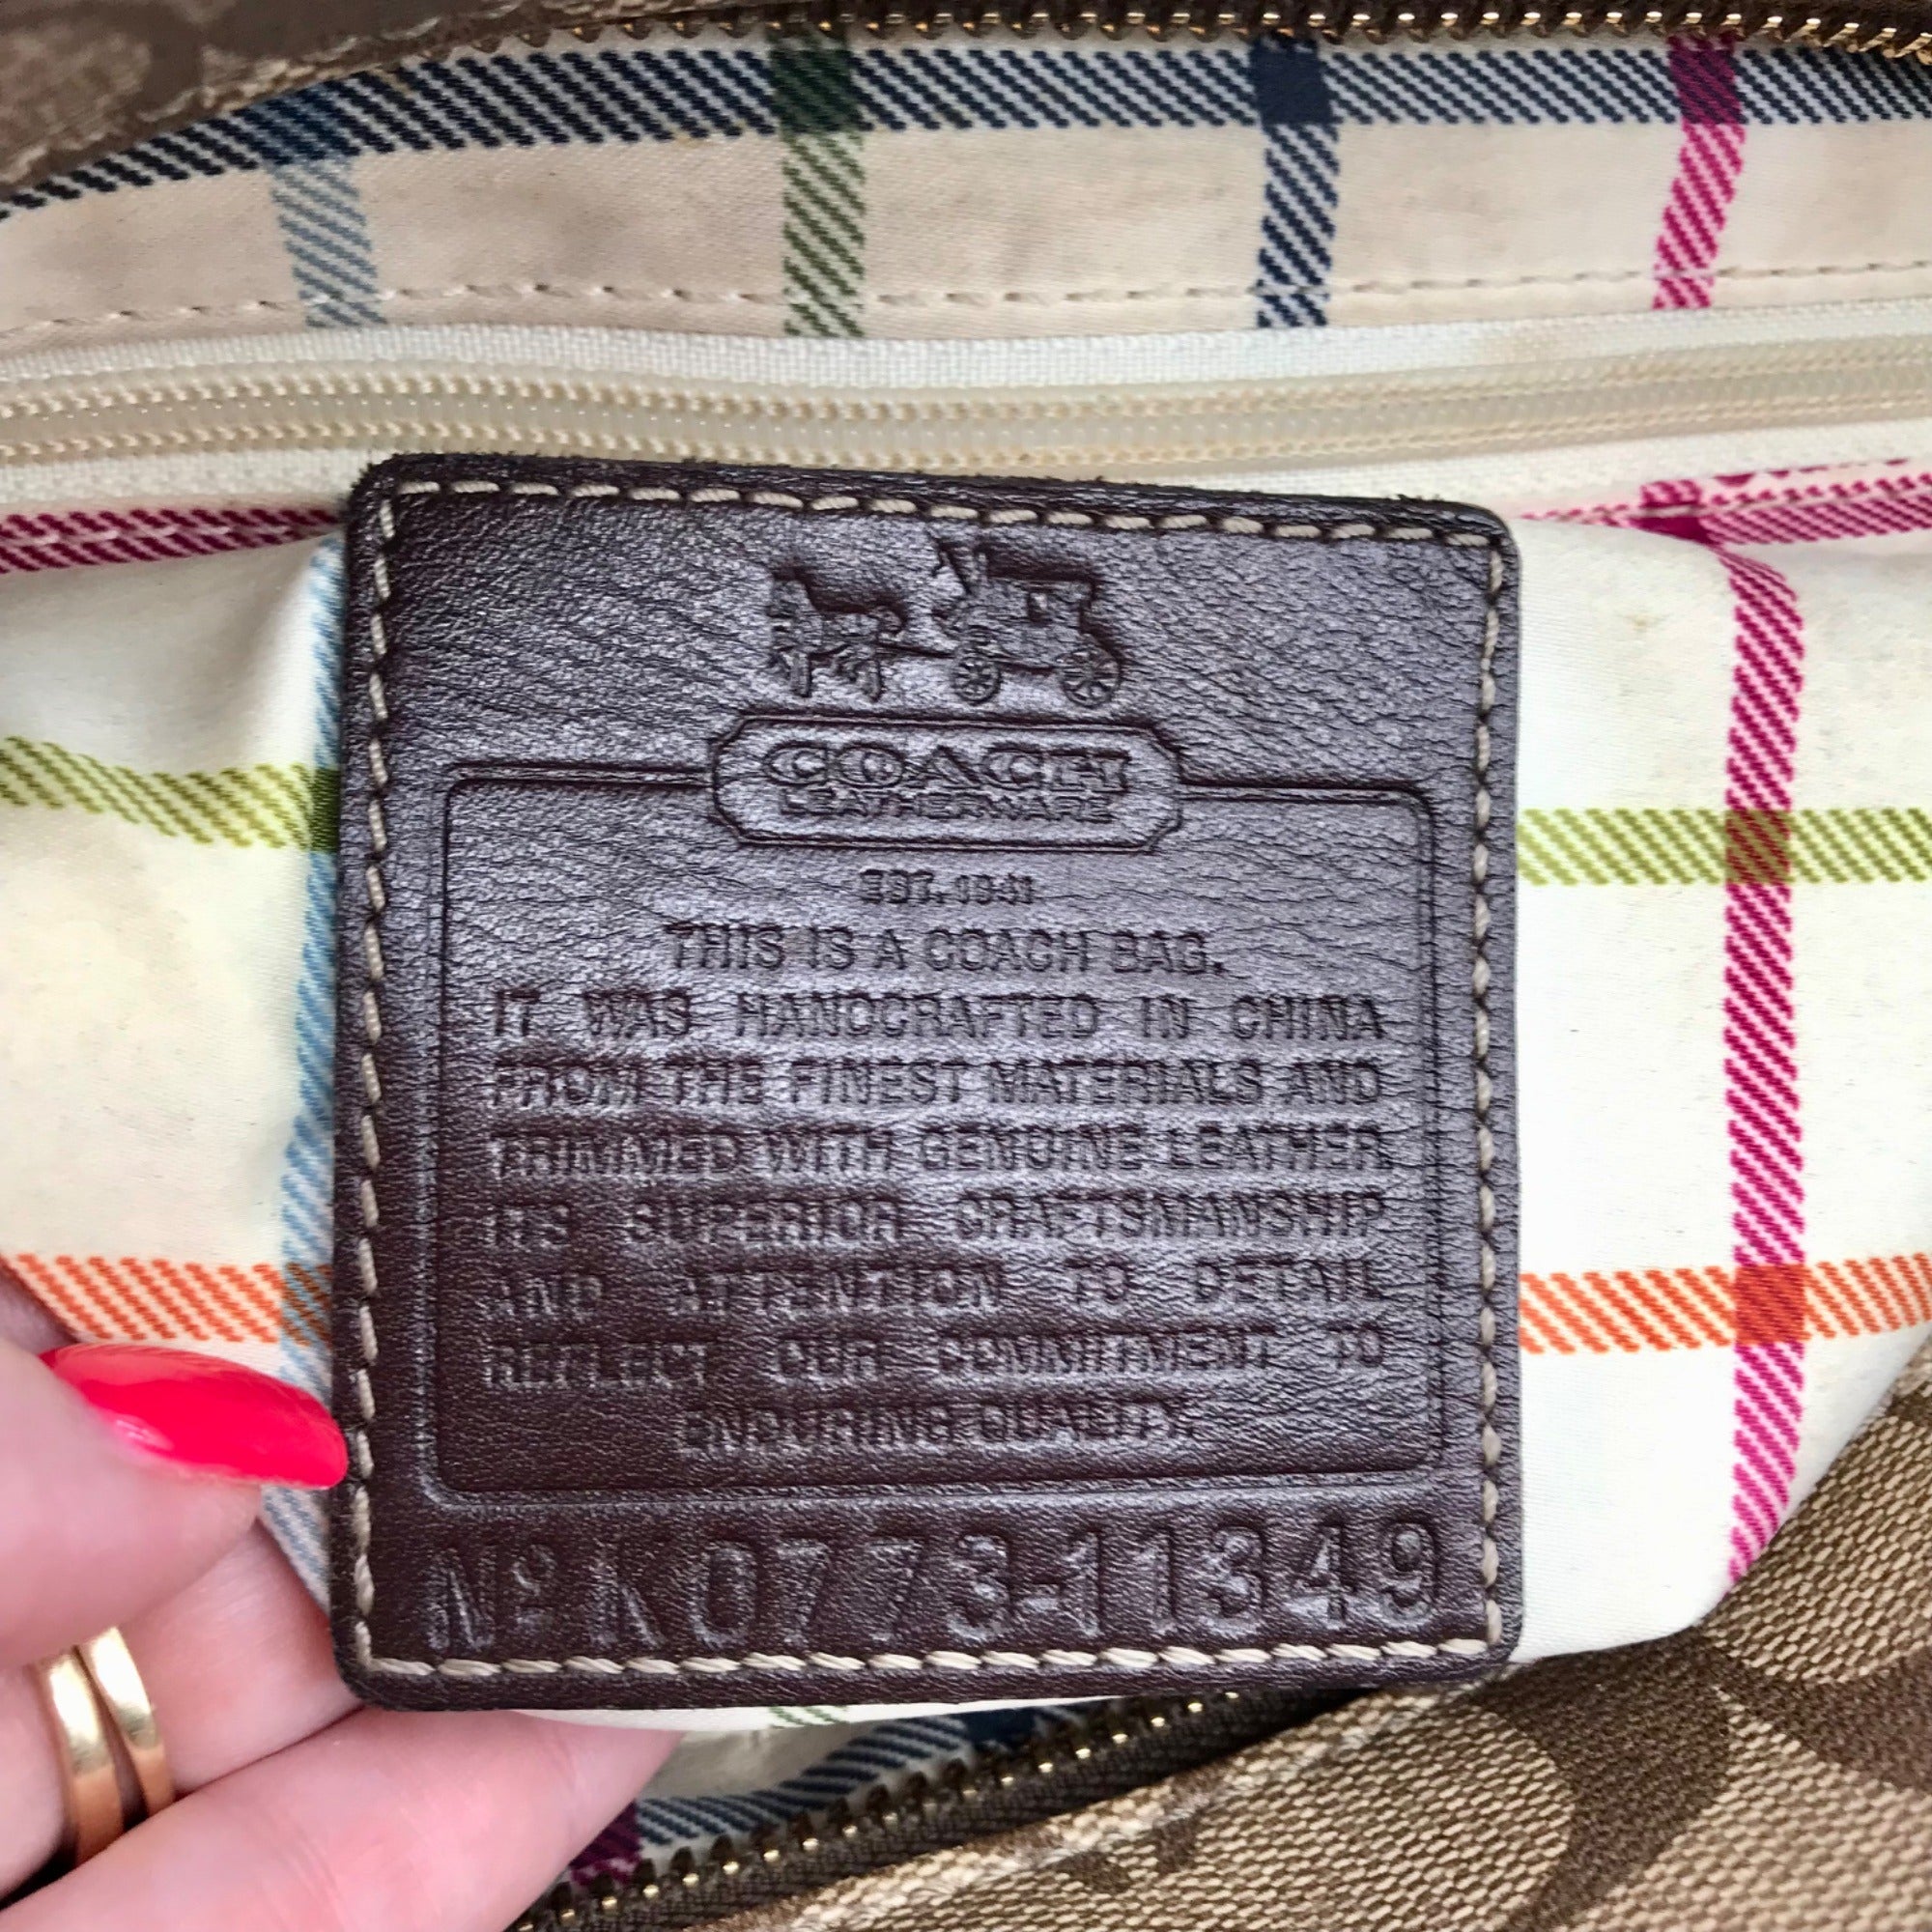 COACH
LEATHERWARE
EST. 1941
THIS IS A COACH BAG.
IT WAS HANDCRAFTED IN CHINA
FROM THE FINEST MATERIALS AND
TRIMMED WITH GENUINE LEATHER.
ITS SUPERIOR CRAFTSMANSHIP
AND ATTENTION TO DETAIL
REFLECT OUR COMMITMENT TO
ENDURING QUALITY.
Nº K0773-11349